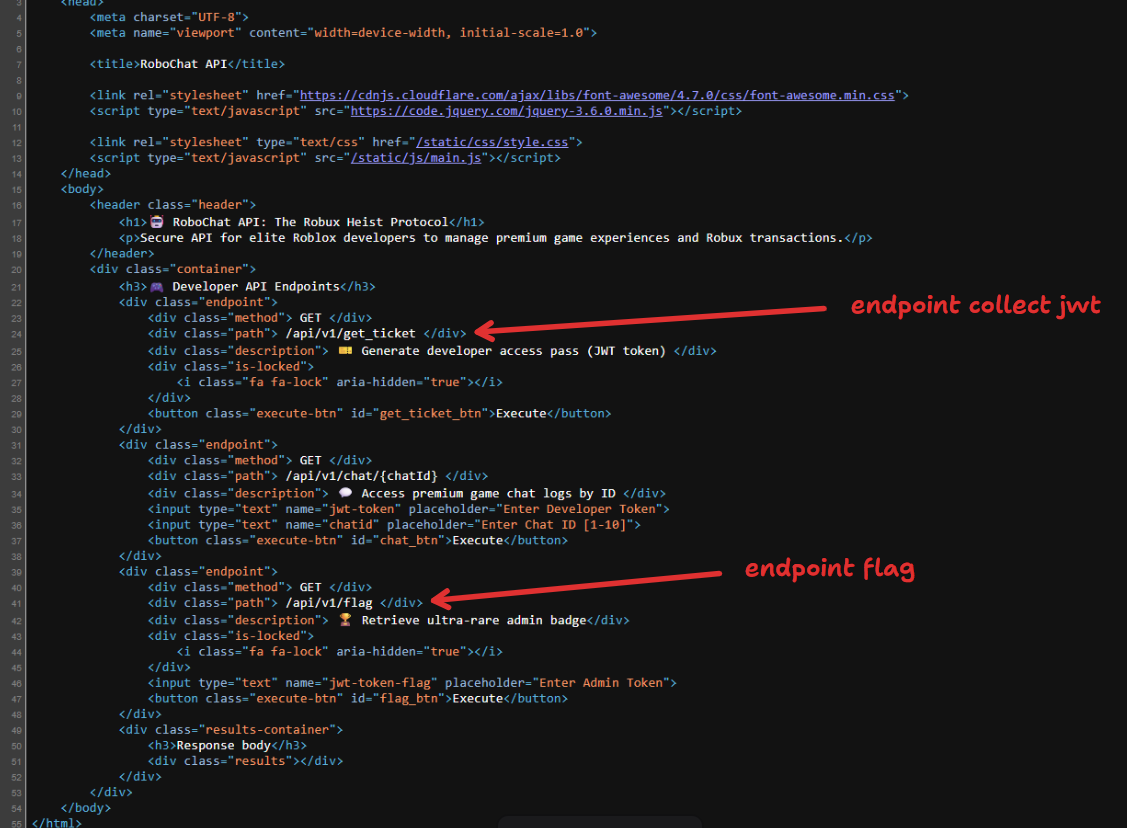 3 <head>
4 <meta charset="UTF-8">
5 <meta name="viewport" content="width=device-width, initial-scale=1.0">
6
7 <title>RoboChat API</title>
8
9 <link rel="stylesheet" href="https://cdnjs.cloudflare.com/ajax/libs/font-awesome/4.7.0/css/font-awesome.min.css">
10 <script type="text/javascript" src="https://code.jquery.com/jquery-3.6.0.min.js"></script>
11
12 <link rel="stylesheet" type="text/css" href="/static/css/style.css">
13 <script type="text/javascript" src="/static/js/main.js"></script>
14 </head>
15 <body>
16 <header class="header">
17 <h1>🤖 RoboChat API: The Robux Heist Protocol</h1>
18 <p>Secure API for elite Roblox developers to manage premium game experiences and Robux transactions.</p>
19 </header>
20 <div class="container">
21 <h3>🎮 Developer API Endpoints</h3>
22 <div class="endpoint">
23 <div class="method"> GET </div>
24 <div class="path"> /api/v1/get_ticket </div>
endpoint collect jwt
25 <div class="description"> 🎫 Generate developer access pass (JWT token) </div>
26 <div class="is-locked">
27 <i class="fa fa-lock" aria-hidden="true"></i>
28 </div>
29 <button class="execute-btn" id="get_ticket_btn">Execute</button>
30 </div>
31 <div class="endpoint">
32 <div class="method"> GET </div>
33 <div class="path"> /api/v1/chat/{chatId} </div>
34 <div class="description"> 💬 Access premium game chat logs by ID </div>
35 <input type="text" name="jwt-token" placeholder="Enter Developer Token">
36 <input type="text" name="chatid" placeholder="Enter Chat ID [1-10]">
37 <button class="execute-btn" id="chat_btn">Execute</button>
38 </div>
39 <div class="endpoint">
40 <div class="method"> GET </div>
41 <div class="path"> /api/v1/flag </div>
endpoint flag
42 <div class="description"> 🏆 Retrieve ultra-rare admin badge</div>
43 <div class="is-locked">
44 <i class="fa fa-lock" aria-hidden="true"></i>
45 </div>
46 <input type="text" name="jwt-token-flag" placeholder="Enter Admin Token">
47 <button class="execute-btn" id="flag_btn">Execute</button>
48 </div>
49 <div class="results-container">
50 <h3>Response body</h3>
51 <div class="results"></div>
52 </div>
53 </div>
54 </body>
55 </html>